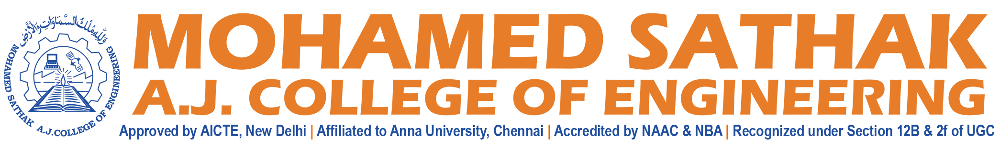 وَلِلّٰهِ مُلْكُ السَّمَاوَاتِ وَالْأَرْضِ
MOHAMED SATHAK A.J.COLLEGE OF ENGINEERING
MOHAMED SATHAK
A.J. COLLEGE OF ENGINEERING
Approved by AICTE, New Delhi | Affiliated to Anna University, Chennai | Accredited by NAAC & NBA | Recognized under Section 12B & 2f of UGC